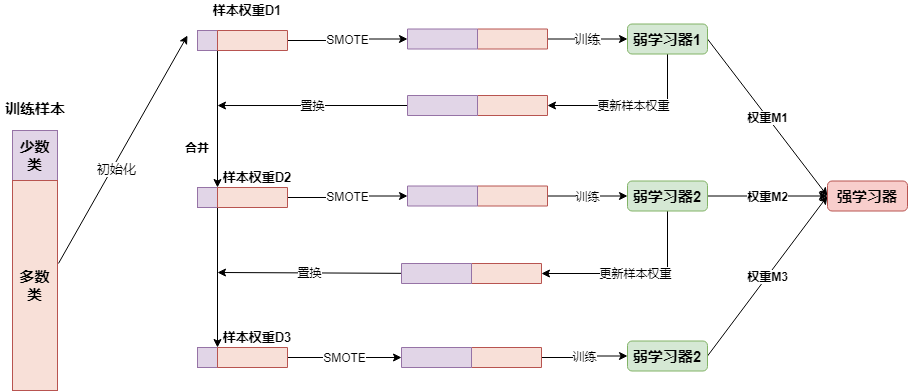 样本权重D1
SMOTE
训练
弱学习器1
训练样本
少数
类
初始化
置换
更新样本权重
权重M1
合并
样本权重D2
SMOTE
训练
弱学习器2
权重M2
强学习器
多数
类
置换
更新样本权重
权重M3
样本权重D3
SMOTE
训练
弱学习器2